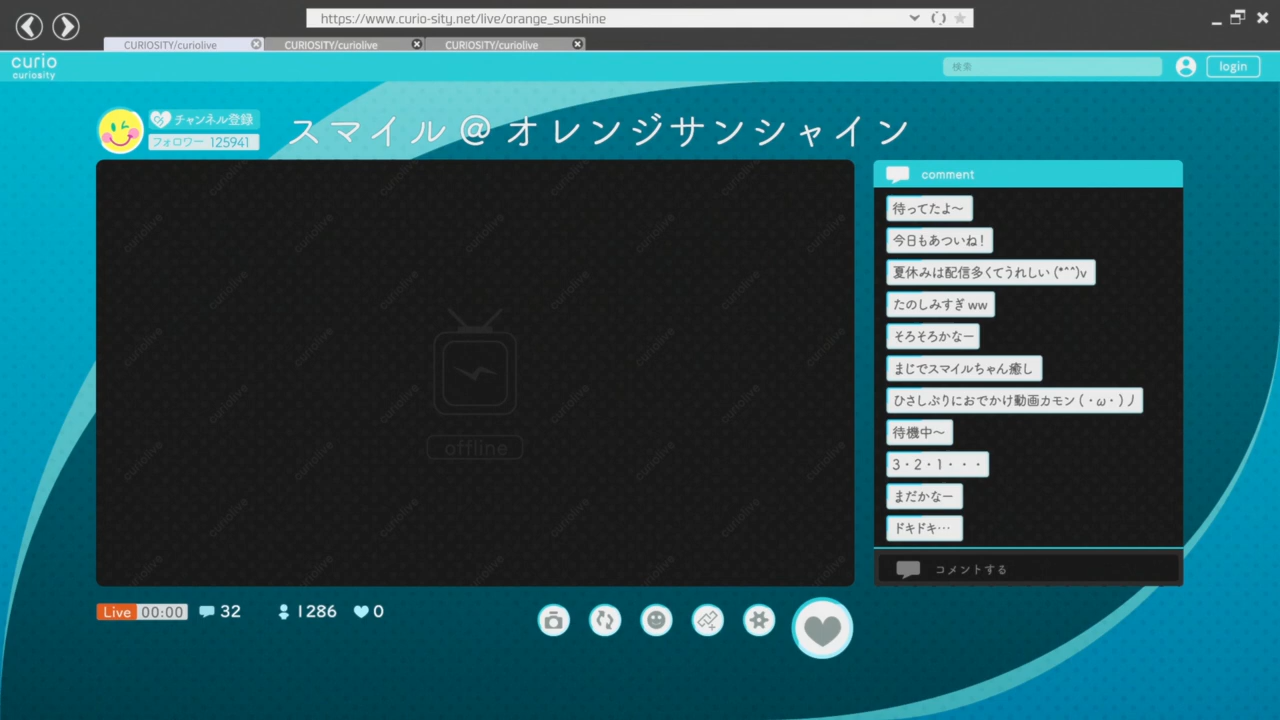 https://www.curio-sity.net/live/orange_sunshine
CURIOSITY/curiolive
CURIOSITY/curiolive
CURIOSITY/curiolive
curio
curiosity
検索
login
チャンネル登録
フォロワー 125941
スマイル@オレンジサンシャイン
comment
待ってたよ〜
今日もあついね!
夏休みは配信多くてうれしい(*^^)v
たのしみすぎww
そろそろかなー
まじでスマイルちゃん癒し
ひさしぶりにおでかけ動画カモン(・ω・)ノ
待機中〜
3・2・1・・・
まだかなー
ドキドキ…
コメントする
offline
Live 00:00 32 1286 0